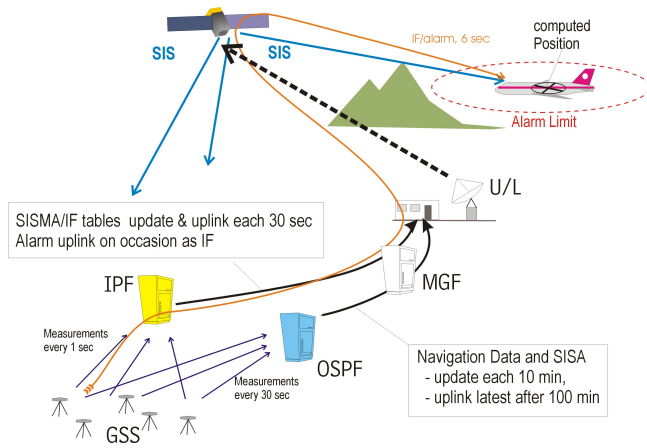 computed
Position
IF/alarm, 6 sec
SIS
SIS
Alarm Limit
U/L
SISMA/IF tables update & uplink each 30 sec
Alarm uplink on occasion as IF
IPF
MGF
Measurements
every 1 sec
OSPF
Navigation Data and SISA
- update each 10 min,
- uplink latest after 100 min
Measurements
every 30 sec
GSS